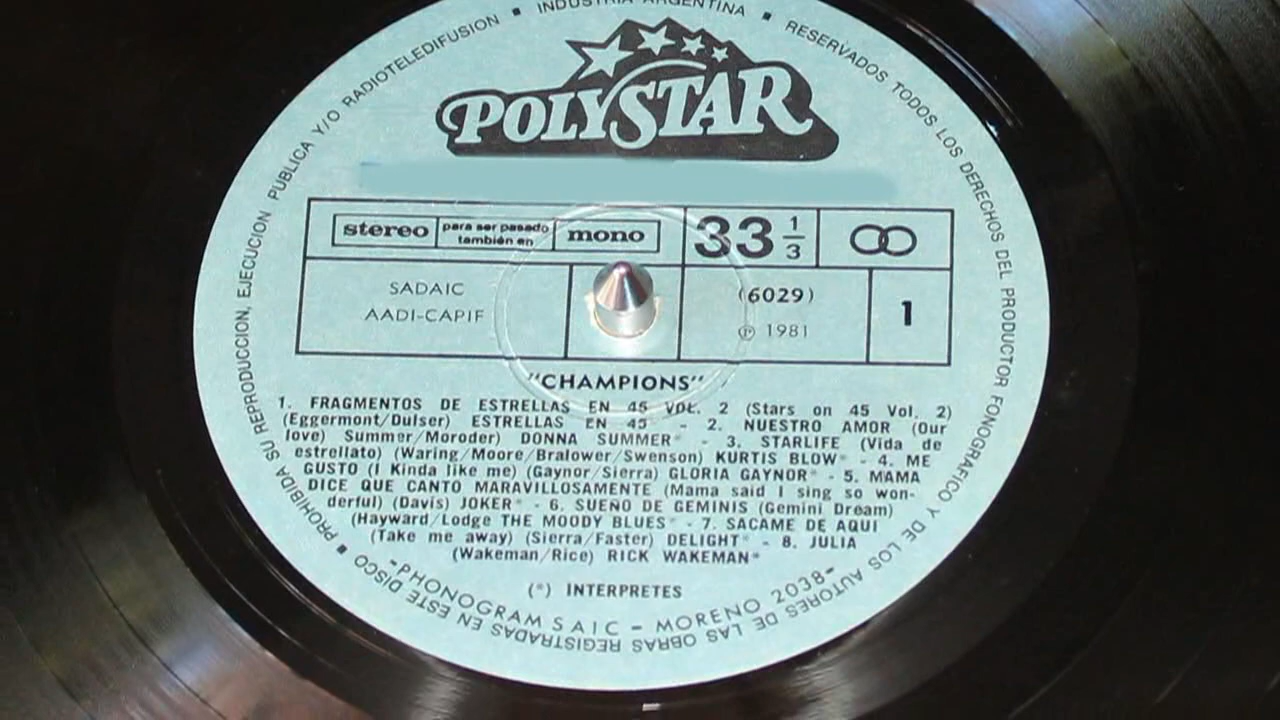 PROHIBIDA SU REPRODUCCION, EJECUCION PUBLICA Y/O RADIOTELEDIFUSION ▪ INDUSTRIA ARGENTINA ▪ RESERVADOS TODOS LOS DERECHOS DEL PRODUCTOR FONOGRAFICO Y DE LOS AUTORES DE LAS OBRAS REGISTRADAS EN ESTE DISCO ▪
POLYSTAR
stereo
para ser pasado
también en
mono
33 1/3
SADAIC
AADI-CAPIF
(6029)
℗ 1981
1
"CHAMPIONS"
1. FRAGMENTOS DE ESTRELLAS EN 45 VOL. 2 (Stars on 45 Vol. 2)
(Eggermont/Dulser) ESTRELLAS EN 45 - 2. NUESTRO AMOR (Our
love) Summer/Moroder) DONNA SUMMER* - 3. STARLIFE (Vida de
estrellato) (Waring/Moore/Bralower/Swenson) KURTIS BLOW* - 4. ME
GUSTO (I Kinda like me) (Gaynor/Sierra) GLORIA GAYNOR* - 5. MAMA
DICE QUE CANTO MARAVILLOSAMENTE (Mama said I sing so won-
derful) (Davis) JOKER* - 6. SUEÑO DE GEMINIS (Gemini Dream)
(Hayward/Lodge THE MOODY BLUES* - 7. SACAME DE AQUI
(Take me away) (Sierra/Faster) DELIGHT* - 8. JULIA
(Wakeman/Rice) RICK WAKEMAN*
(*) INTERPRETES
-PHONOGRAM SAIC - MORENO 2038-